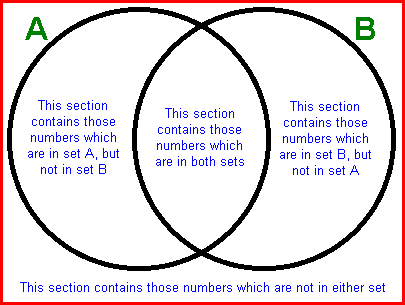 A
B
This section
contains those
numbers which
are in set A, but
not in set B
This section
contains those
numbers which
are in both sets
This section
contains those
numbers which
are in set B, but
not in set A
This section contains those numbers which are not in either set